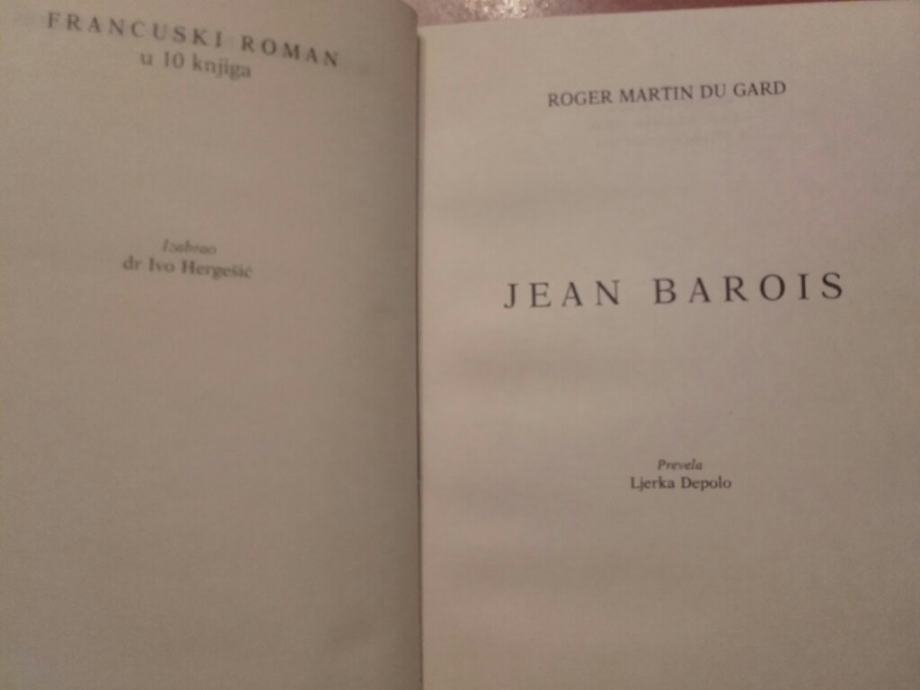 FRANCUSKI ROMAN
u 10 knjiga
Izabrao
dr Ivo Hergešić
ROGER MARTIN DU GARD
JEAN BAROIS
Prevela
Ljerka Depolo